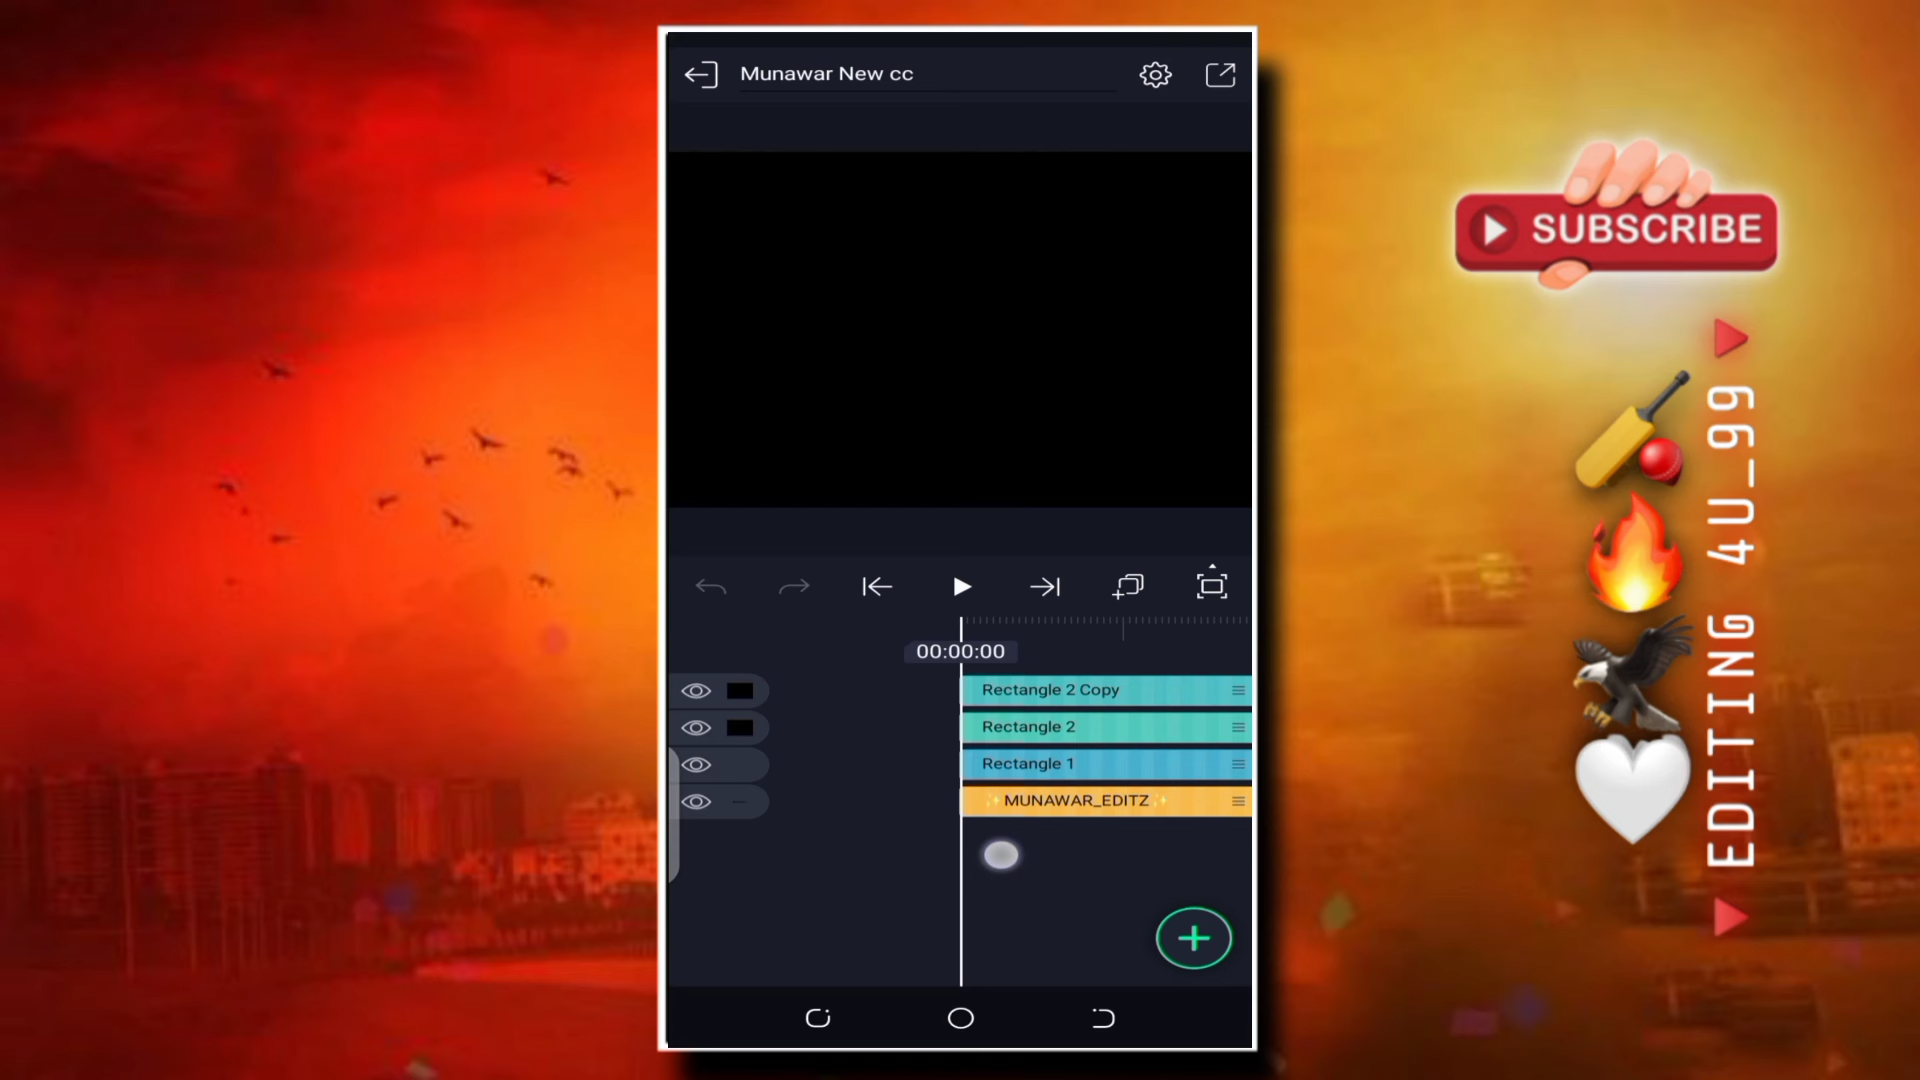 Munawar New cc
SUBSCRIBE
EDITING 4U_99
00:00:00
Rectangle 2 Copy
Rectangle 2
Rectangle 1
✨MUNAWAR_EDITZ✨